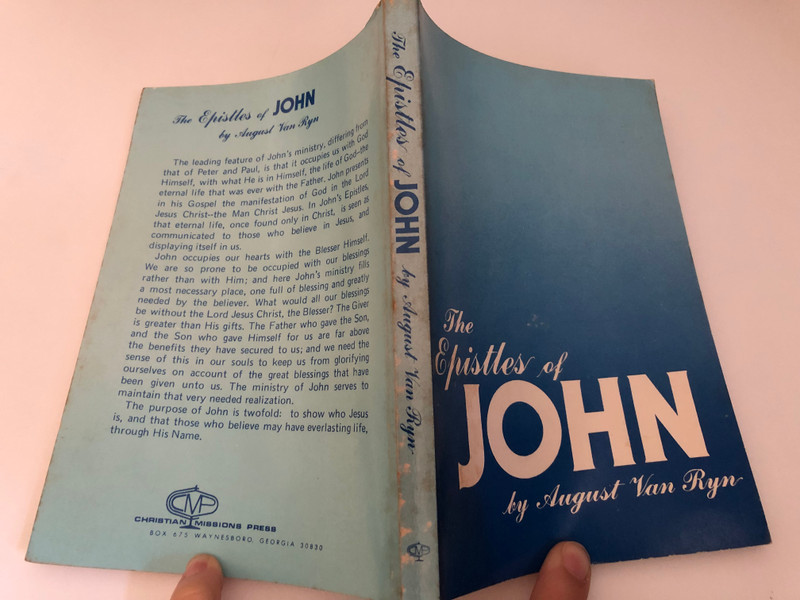 The Epistles of JOHN
by August Van Ryn
The leading feature of John's ministry, differing from
that of Peter and Paul, is that it occupies us with God
Himself, with what He is in Himself, the life of God--the
eternal life that was ever with the Father. John presents
in his Gospel the manifestation of God in the Lord
Jesus Christ--the Man Christ Jesus. In John's Epistles,
that eternal life, once found only in Christ, is seen as
communicated to those who believe in Jesus, and
displaying itself in us.
John occupies our hearts with the Blesser Himself.
We are so prone to be occupied with our blessings
rather than with Him; and here John's ministry fills
a most necessary place, one full of blessing and greatly
needed by the believer. What would all our blessings
be without the Lord Jesus Christ, the Blesser? The Giver
is greater than His gifts. The Father who gave the Son,
and the Son who gave Himself for us are far above
the benefits they have secured to us; and we need the
sense of this in our souls to keep us from glorifying
ourselves on account of the great blessings that have
been given unto us. The ministry of John serves to
maintain that very needed realization.
The purpose of John is twofold: to show who Jesus
is, and that those who believe may have everlasting life,
through His Name.
CMP
CHRISTIAN MISSIONS PRESS
BOX 675 WAYNESBORO, GEORGIA 30830
The Epistles of JOHN by August Van Ryn
CMP
The
Epistles of
JOHN
by August Van Ryn